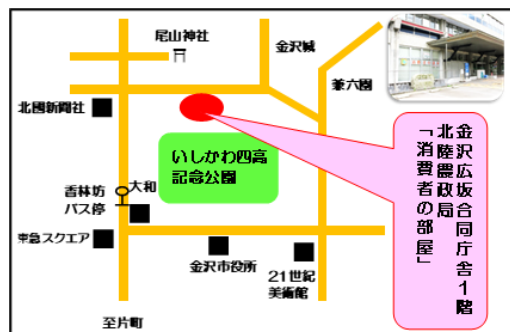 尾山神社
金沢城
兼六園
北國新聞社
いしかわ四高
記念公園
香林坊
バス停
大和
東急スクエア
金沢市役所
21世紀
美術館
至片町
金沢広坂合同庁舎1階
北陸農政局
「消費者の部屋」